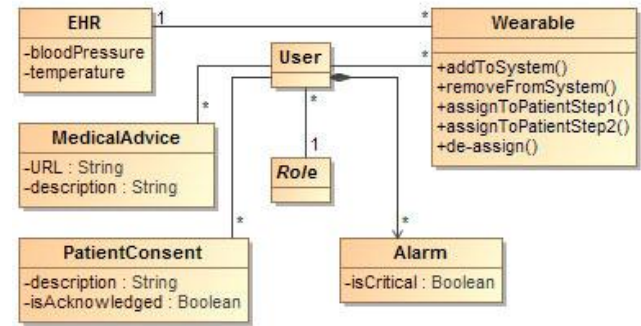 EHR
-bloodPressure
-temperature
1
*
Wearable
+addToSystem()
+removeFromSystem()
+assignToPatientStep1()
+assignToPatientStep2()
+de-assign()
User
*
*
1
Role
*
MedicalAdvice
-URL : String
-description : String
*
PatientConsent
-description : String
-isAcknowledged : Boolean
*
Alarm
-isCritical : Boolean